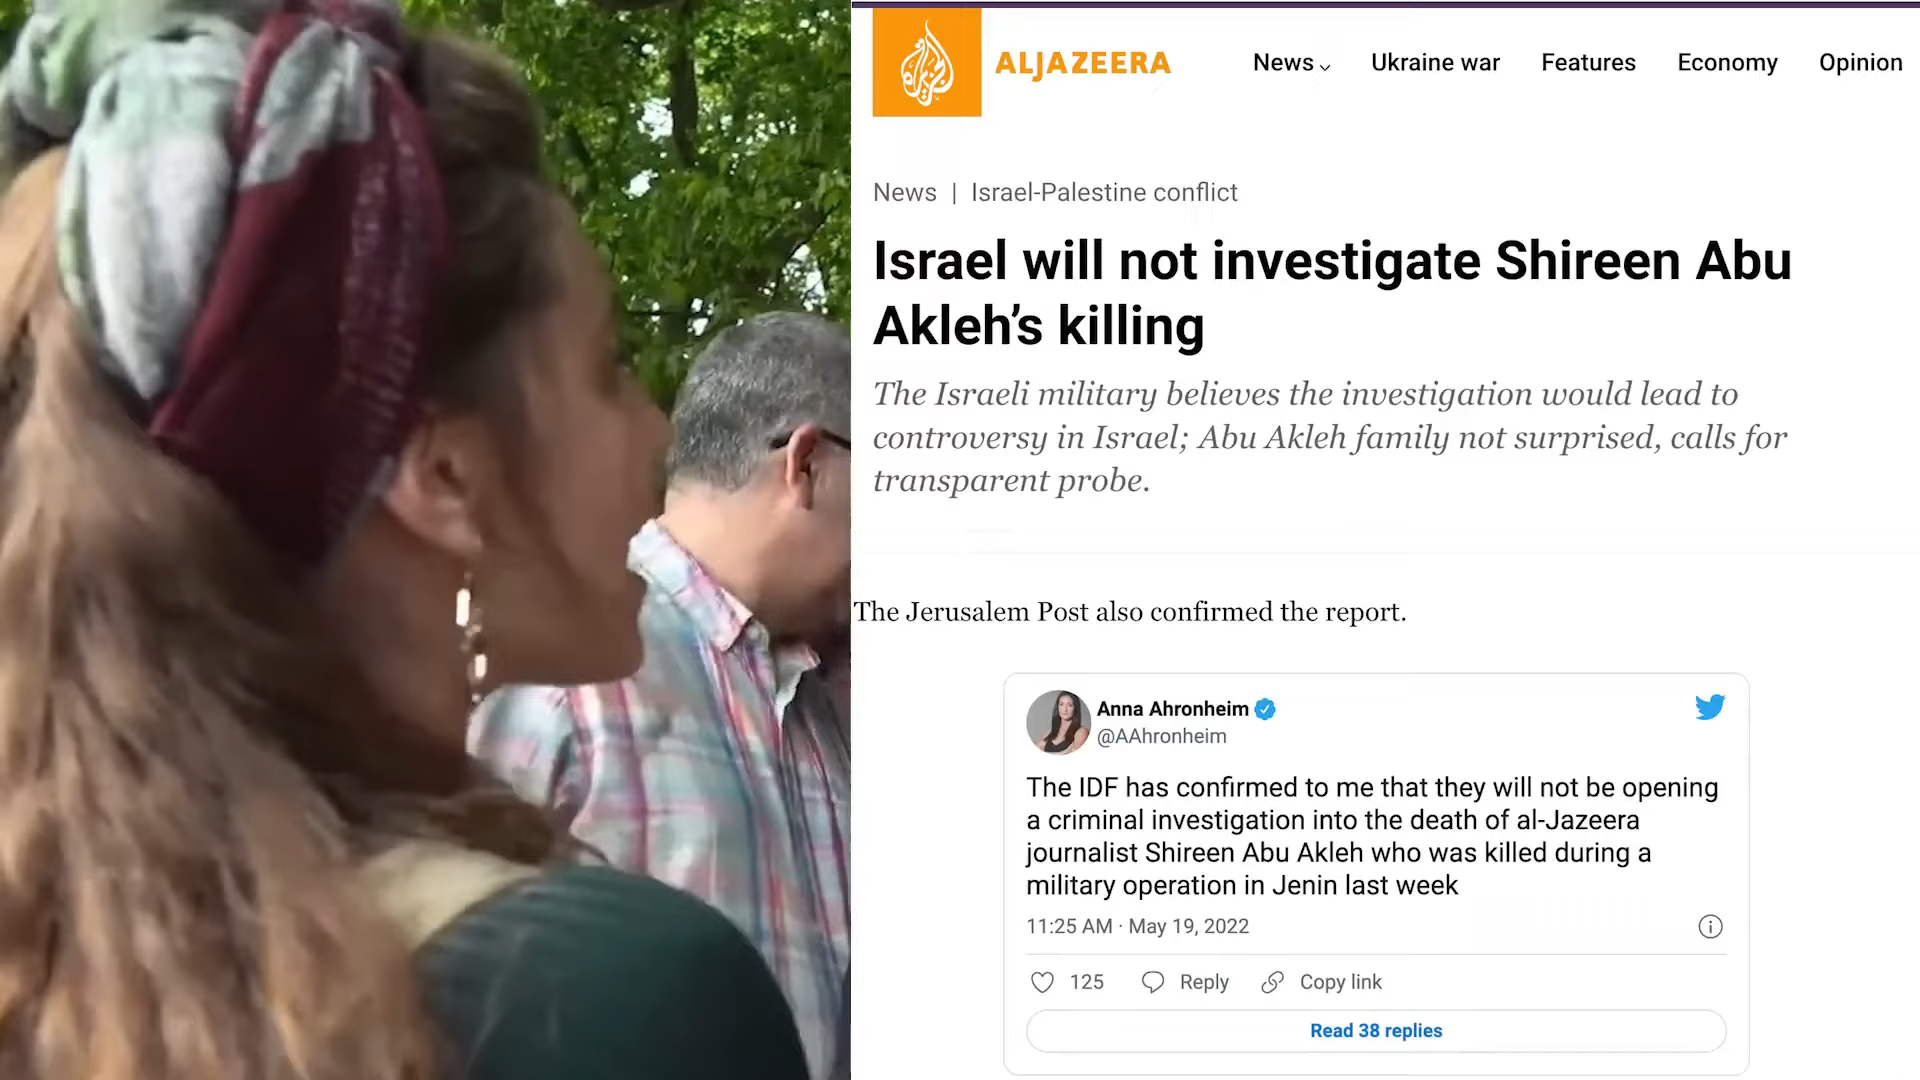 ALJAZEERA
News Ukraine war Features Economy Opinion
News | Israel-Palestine conflict
Israel will not investigate Shireen Abu
Akleh’s killing
The Israeli military believes the investigation would lead to
controversy in Israel; Abu Akleh family not surprised, calls for
transparent probe.
The Jerusalem Post also confirmed the report.
Anna Ahronheim
@AAhronheim
The IDF has confirmed to me that they will not be opening
a criminal investigation into the death of al-Jazeera
journalist Shireen Abu Akleh who was killed during a
military operation in Jenin last week
11:25 AM · May 19, 2022
125 Reply Copy link
Read 38 replies